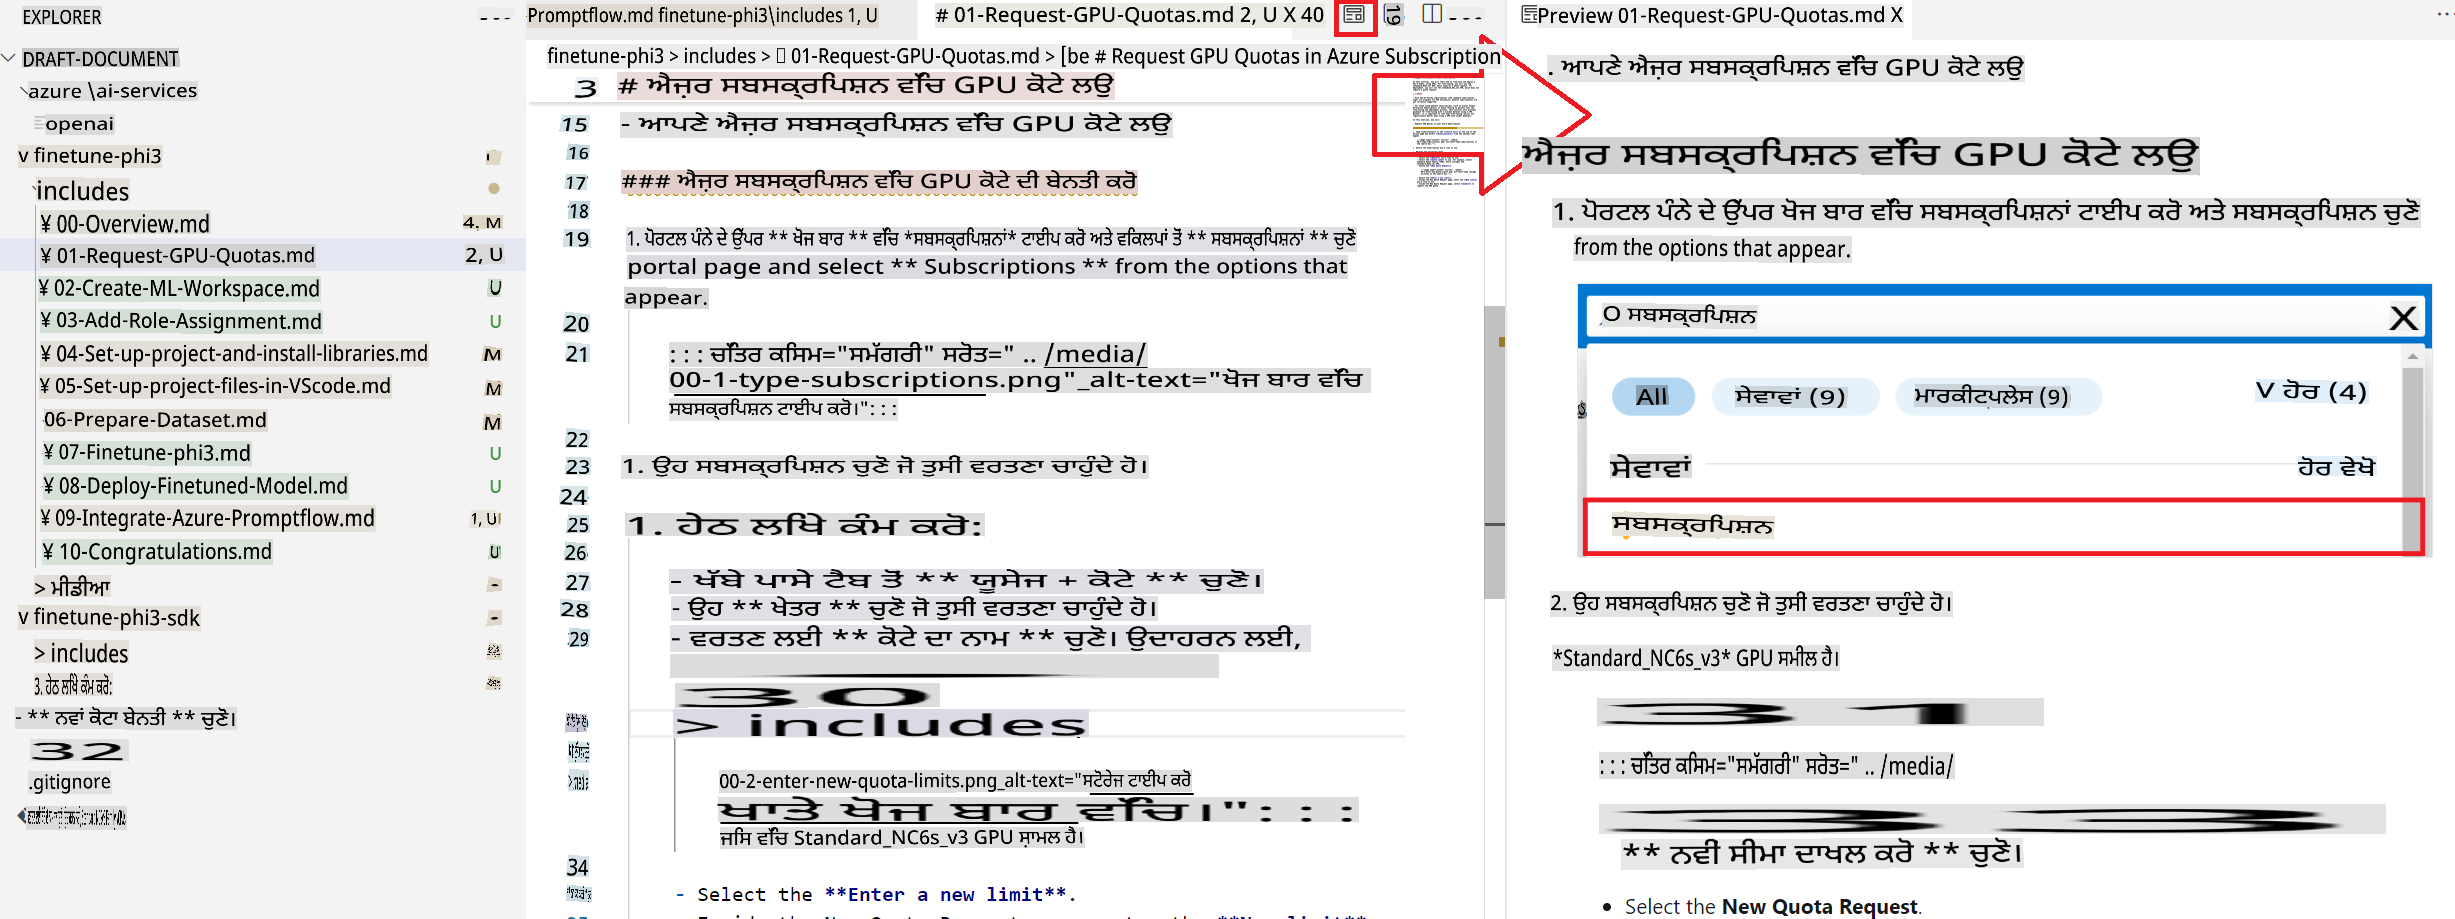 EXPLORER
DRAFT-DOCUMENT
azure \ai-services
openai
v finetune-phi3
includes
¥ 00-Overview.md 4, M
¥ 01-Request-GPU-Quotas.md 2, U
¥ 02-Create-ML-Workspace.md U
¥ 03-Add-Role-Assignment.md U
¥ 04-Set-up-project-and-install-libraries.md M
¥ 05-Set-up-project-files-in-VScode.md M
06-Prepare-Dataset.md M
¥ 07-Finetune-phi3.md U
¥ 08-Deploy-Finetuned-Model.md U
¥ 09-Integrate-Azure-Promptflow.md 1, U
¥ 10-Congratulations.md U
> ਮੀਡੀਆ
v finetune-phi3-sdk
> includes
3. ਹੇਠ ਲਿਖੇ ਕੰਮ ਕਰੋ:
- ** ਨਵਾਂ ਕੋਟਾ ਬੇਨਤੀ ** ਚੁਣੋ।
32
.gitignore
Promptflow.md finetune-phi3\includes 1, U
# 01-Request-GPU-Quotas.md 2, U X 40
19
finetune-phi3 > includes > 01-Request-GPU-Quotas.md > [be # Request GPU Quotas in Azure Subscription
3 # ਐਜ਼ਰ ਸਬਸਕ੍ਰਿਪਸ਼ਨ ਵਿੱਚ GPU ਕੋਟੇ ਲਉ
15 - ਆਪਣੇ ਐਜ਼ਰ ਸਬਸਕ੍ਰਿਪਸ਼ਨ ਵਿੱਚ GPU ਕੋਟੇ ਲਉ
16
17 ### ਐਜ਼ਰ ਸਬਸਕ੍ਰਿਪਸ਼ਨ ਵਿੱਚ GPU ਕੋਟੇ ਦੀ ਬੇਨਤੀ ਕਰੋ
18
19 1. ਪੋਰਟਲ ਪੰਨੇ ਦੇ ਉੱਪਰ ** ਖੋਜ ਬਾਰ ** ਵਿੱਚ *ਸਬਸਕ੍ਰਿਪਸ਼ਨਾਂ* ਟਾਈਪ ਕਰੋ ਅਤੇ ਵਿਕਲਪਾਂ ਤੋਂ ** ਸਬਸਕ੍ਰਿਪਸ਼ਨਾਂ ** ਚੁਣੋ
portal page and select ** Subscriptions ** from the options that
appear.
20
21 : : : ਚਿੱਤਰ ਕਿਸਮ="ਸਮੱਗਰੀ" ਸਰੋਤ=" .. /media/
00-1-type-subscriptions.png"_alt-text="ਖੋਜ ਬਾਰ ਵਿੱਚ
ਸਬਸਕ੍ਰਿਪਸ਼ਨ ਟਾਈਪ ਕਰੋ।": : :
22
23 1. ਉਹ ਸਬਸਕ੍ਰਿਪਸ਼ਨ ਚੁਣੋ ਜੋ ਤੁਸੀਂ ਵਰਤਣਾ ਚਾਹੁੰਦੇ ਹੋ।
24
25 1. ਹੇਠ ਲਿਖੇ ਕੰਮ ਕਰੋ:
26
27 - ਖੱਬੇ ਪਾਸੇ ਟੈਬ ਤੋਂ ** ਯੂਸੇਜ + ਕੋਟੇ ** ਚੁਣੋ।
28 - ਉਹ ** ਖੇਤਰ ** ਚੁਣੋ ਜੋ ਤੁਸੀਂ ਵਰਤਣਾ ਚਾਹੁੰਦੇ ਹੋ।
29 - ਵਰਤਣ ਲਈ ** ਕੋਟੇ ਦਾ ਨਾਮ ** ਚੁਣੋ। ਉਦਾਹਰਨ ਲਈ,
30
> includes
00-2-enter-new-quota-limits.png_alt-text="ਸਟੋਰੇਜ ਟਾਈਪ ਕਰੋ
ਖਾਤੇ ਖੋਜ ਬਾਰ ਵਿੱਚ।": : :
ਜਿਸ ਵਿੱਚ Standard_NC6s_v3 GPU ਸ਼ਾਮਲ ਹੈ।
34
- Select the **Enter a new limit**.
Preview 01-Request-GPU-Quotas.md X
. ਆਪਣੇ ਐਜ਼ਰ ਸਬਸਕ੍ਰਿਪਸ਼ਨ ਵਿੱਚ GPU ਕੋਟੇ ਲਉ
ਐਜ਼ਰ ਸਬਸਕ੍ਰਿਪਸ਼ਨ ਵਿੱਚ GPU ਕੋਟੇ ਲਉ
1. ਪੋਰਟਲ ਪੰਨੇ ਦੇ ਉੱਪਰ ਖੋਜ ਬਾਰ ਵਿੱਚ ਸਬਸਕ੍ਰਿਪਸ਼ਨਾਂ ਟਾਈਪ ਕਰੋ ਅਤੇ ਸਬਸਕ੍ਰਿਪਸ਼ਨ ਚੁਣੋ
from the options that appear.
O ਸਬਸਕ੍ਰਿਪਸ਼ਨ X
All ਸੇਵਾਵਾਂ (9) ਮਾਰਕੀਟਪਲੇਸ (9) V ਹੋਰ (4)
ਸੇਵਾਵਾਂ ਹੋਰ ਵੇਖੋ
ਸਬਸਕ੍ਰਿਪਸ਼ਨ
2. ਉਹ ਸਬਸਕ੍ਰਿਪਸ਼ਨ ਚੁਣੋ ਜੋ ਤੁਸੀਂ ਵਰਤਣਾ ਚਾਹੁੰਦੇ ਹੋ।
*Standard_NC6s_v3* GPU ਸਮੀਲ ਹੈ।
31
: : : ਚਿੱਤਰ ਕਿਸਮ="ਸਮੱਗਰੀ" ਸਰੋਤ=" .. /media/
33
** ਨਵੀਂ ਸੀਮਾ ਦਾਖਲ ਕਰੋ ** ਚੁਣੋ।
• Select the New Quota Request.